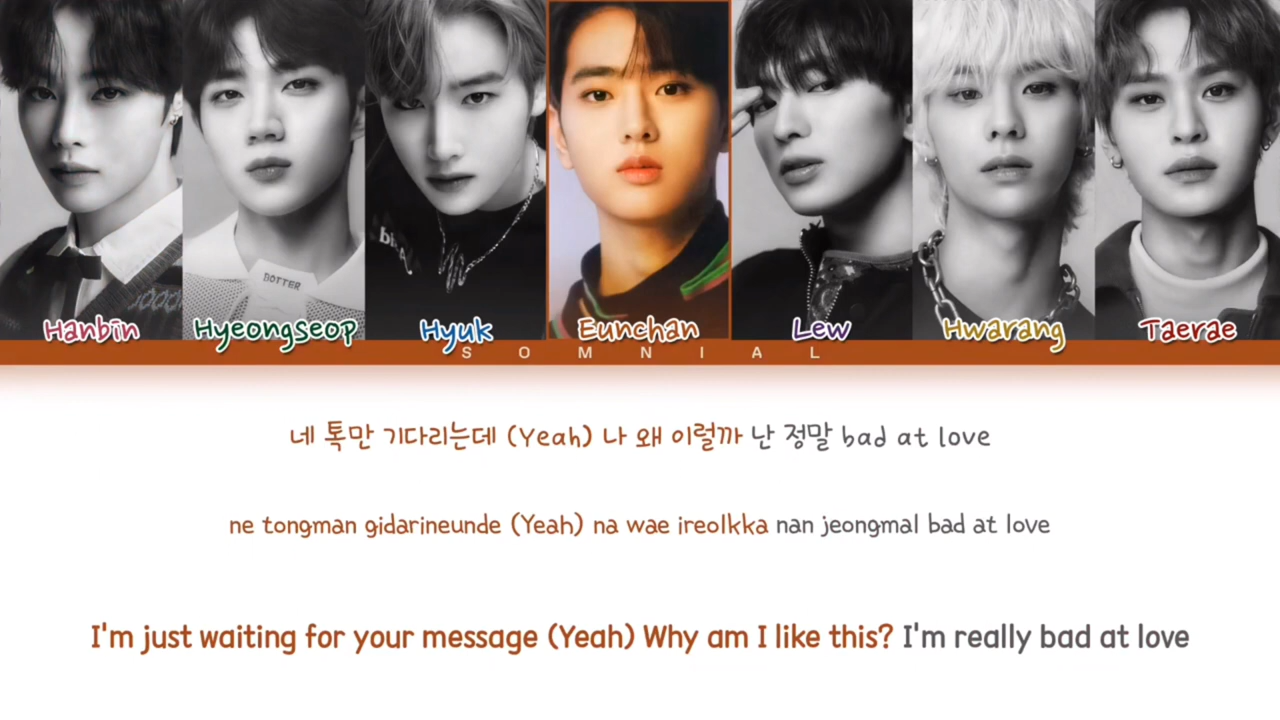 BOTTER
Hanbin Hyeongseop Hyuk Eunchan Lew Hwarang Taerae
SOMNIAL
네 톡만 기다리는데 (Yeah) 나 왜 이럴까 난 정말 bad at love
ne tongman gidarineunde (Yeah) na wae ireolkka nan jeongmal bad at love
I'm just waiting for your message (Yeah) Why am I like this? I'm really bad at love